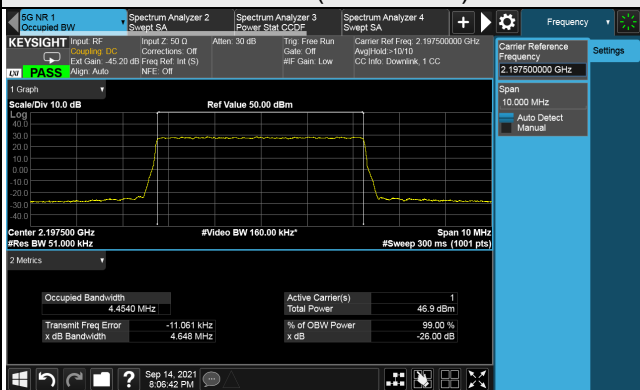 5G NR 1
Occupied BW
Spectrum Analyzer 2
Swept SA
Spectrum Analyzer 3
Power Stat CCDF
Spectrum Analyzer 4
Swept SA
Frequency
KEYSIGHT
Input: RF
Coupling: DC
Ext Gain: -45.20 dB
Align: Auto
Input Z: 50 Ω
Corrections: Off
Freq Ref: Int (S)
NFE: Off
Atten: 30 dB
Trig: Free Run
Gate: Off
#IF Gain: Low
Carrier Ref Freq: 2.197500000 GHz
Avg|Hold:>10/10
CC Info: Downlink, 1 CC
LXI
PASS
Carrier Reference
Frequency
2.197500000 GHz
Settings
Span
10.000 MHz
Auto Detect
Manual
1 Graph
Scale/Div 10.0 dB
Ref Value 50.00 dBm
Log
40.0
30.0
20.0
10.0
0.00
-10.0
-20.0
-30.0
-40.0
Center 2.197500 GHz
#Video BW 160.00 kHz*
Span 10 MHz
#Res BW 51.000 kHz
#Sweep 300 ms (1001 pts)
2 Metrics
Occupied Bandwidth
4.4540 MHz
Active Carrier(s) 1
Total Power 46.9 dBm
Transmit Freq Error -11.061 kHz
x dB Bandwidth 4.648 MHz
% of OBW Power 99.00 %
x dB -26.00 dB
Sep 14, 2021
8:06:42 PM